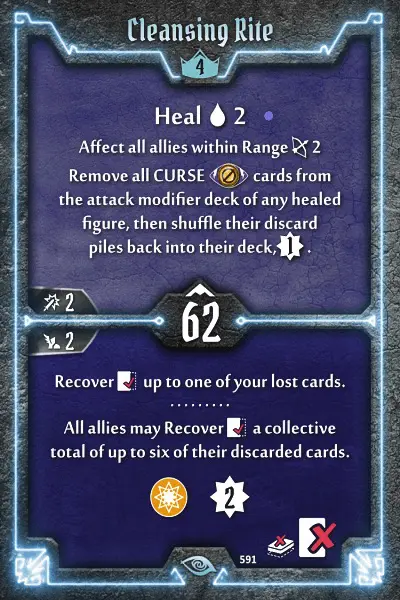 Cleansing Rite
4
Heal 2
Affect all allies within Range 2
Remove all CURSE cards from
the attack modifier deck of any healed
figure, then shuffle their discard
piles back into their deck, 1 .
2
62
2
Recover up to one of your lost cards.
.........
All allies may Recover a collective
total of up to six of their discarded cards.
2
591